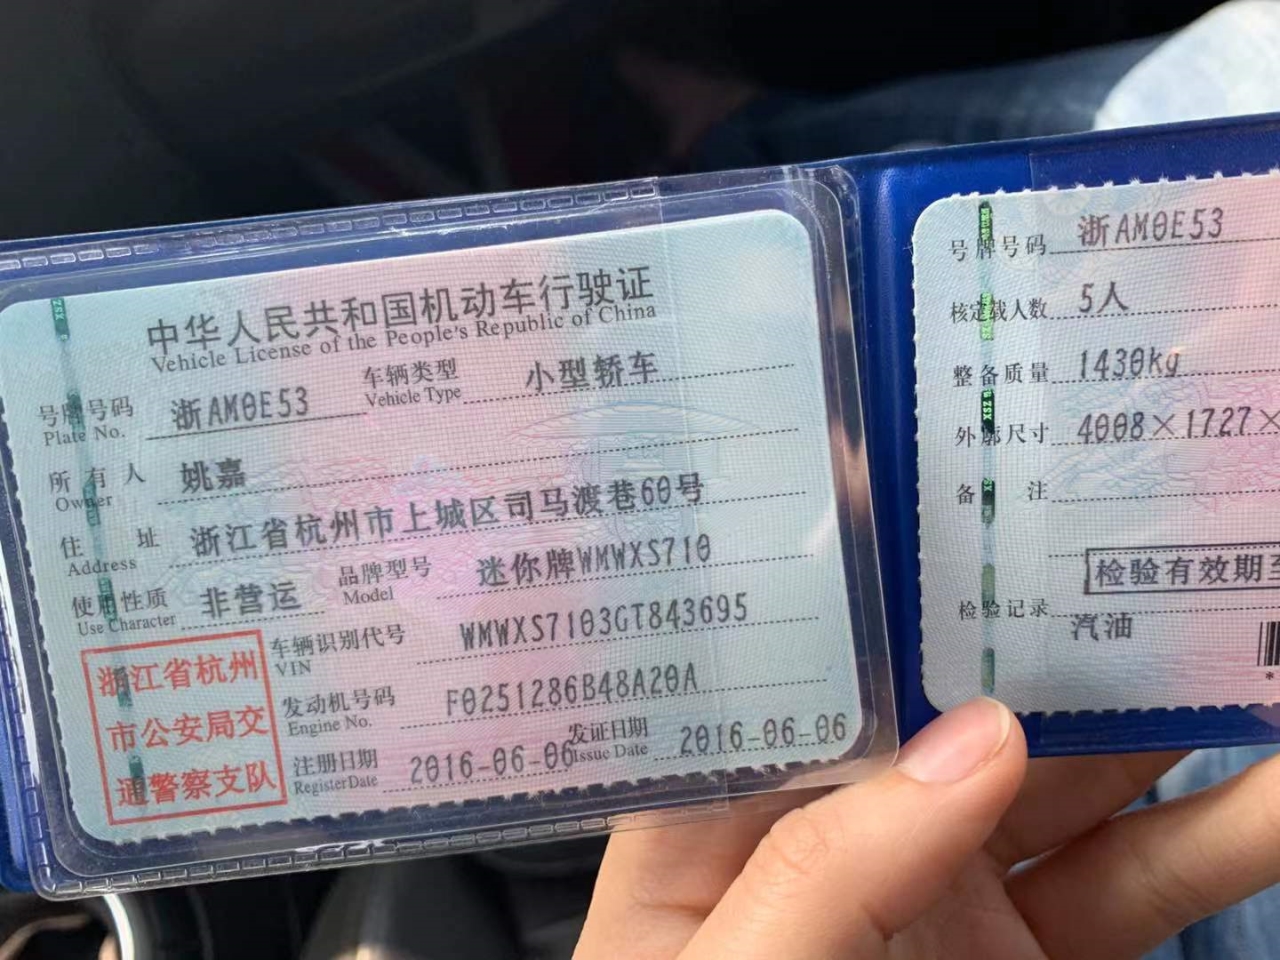 中华人民共和国机动车行驶证
Vehicle License of the People's Republic of China
号牌号码 浙AM0E53 车辆类型 小型轿车
Plate No. Vehicle Type
所有人 姚嘉
Owner
住址 浙江省杭州市上城区司马渡巷60号
Address
使用性质 非营运 品牌型号 迷你牌WMWXS710
Use Character Model
浙江省杭州
市公安局交
通警察支队
车辆识别代号 WMWXS7103GT843695
VIN
发动机号码 F0251286B48A20A
Engine No.
注册日期 2016-06-06 发证日期 2016-06-06
RegisterDate Issue Date
号牌号码 浙AM0E53
核定载人数 5人
整备质量 1430kg
外廓尺寸 4008×1727×
备注
检验有效期至
检验记录
汽油
*